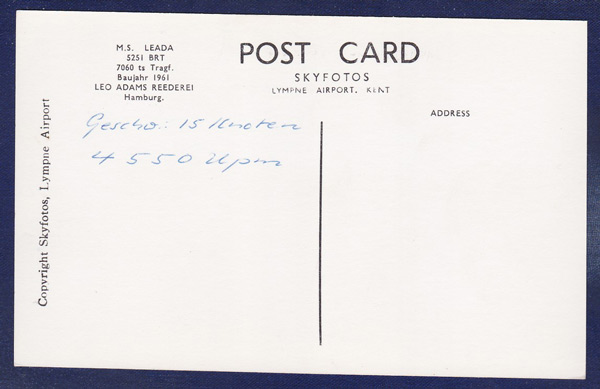 M.S. LEADA
5251 BRT
7060 ts Tragf.
Baujahr 1961
LEO ADAMS REEDEREI
Hamburg.
POST CARD
SKYFOTOS
LYMPNE AIRPORT, KENT
ADDRESS
Geschw.: 15 Knoten
4550 Upm
Copyright Skyfotos, Lympne Airport